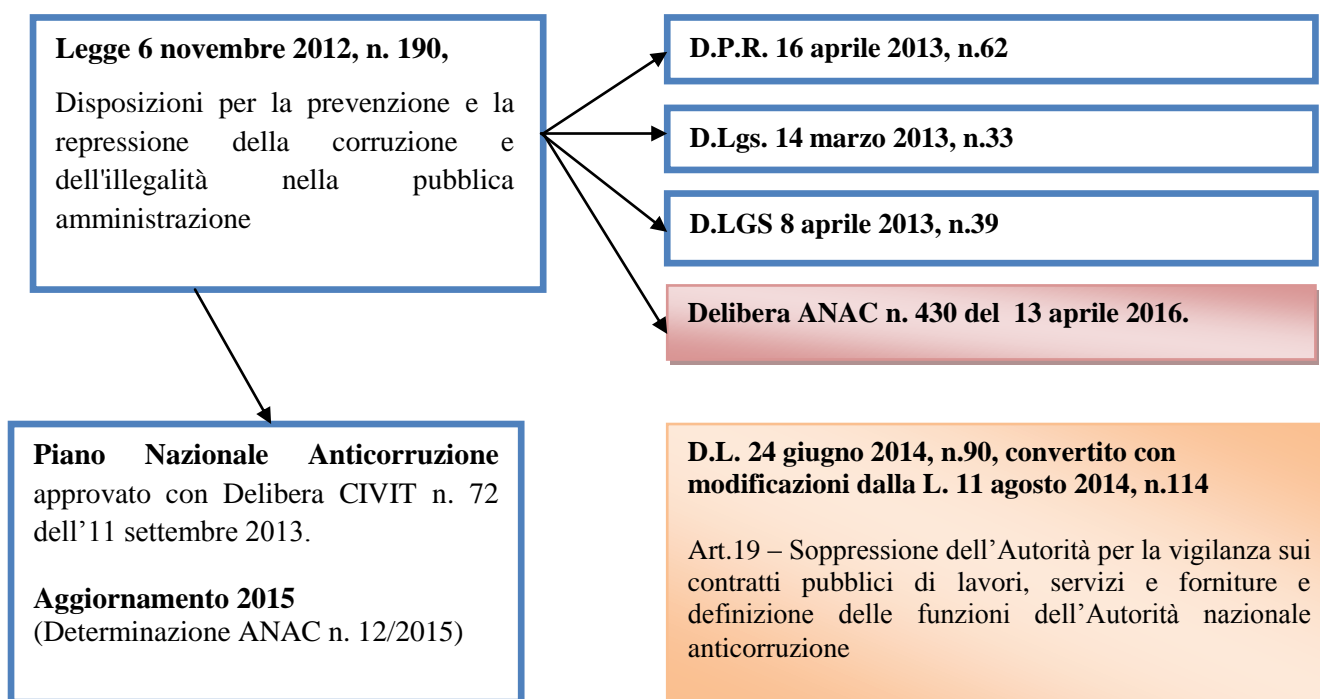 Legge 6 novembre 2012, n. 190,
Disposizioni per la prevenzione e la
repressione della corruzione e
dell'illegalità nella pubblica
amministrazione
D.P.R. 16 aprile 2013, n.62
D.Lgs. 14 marzo 2013, n.33
D.LGS 8 aprile 2013, n.39
Delibera ANAC n. 430 del 13 aprile 2016.
Piano Nazionale Anticorruzione
approvato con Delibera CIVIT n. 72
dell’11 settembre 2013.
Aggiornamento 2015
(Determinazione ANAC n. 12/2015)
D.L. 24 giugno 2014, n.90, convertito con
modificazioni dalla L. 11 agosto 2014, n.114
Art.19 – Soppressione dell’Autorità per la vigilanza sui
contratti pubblici di lavori, servizi e forniture e
definizione delle funzioni dell’Autorità nazionale
anticorruzione